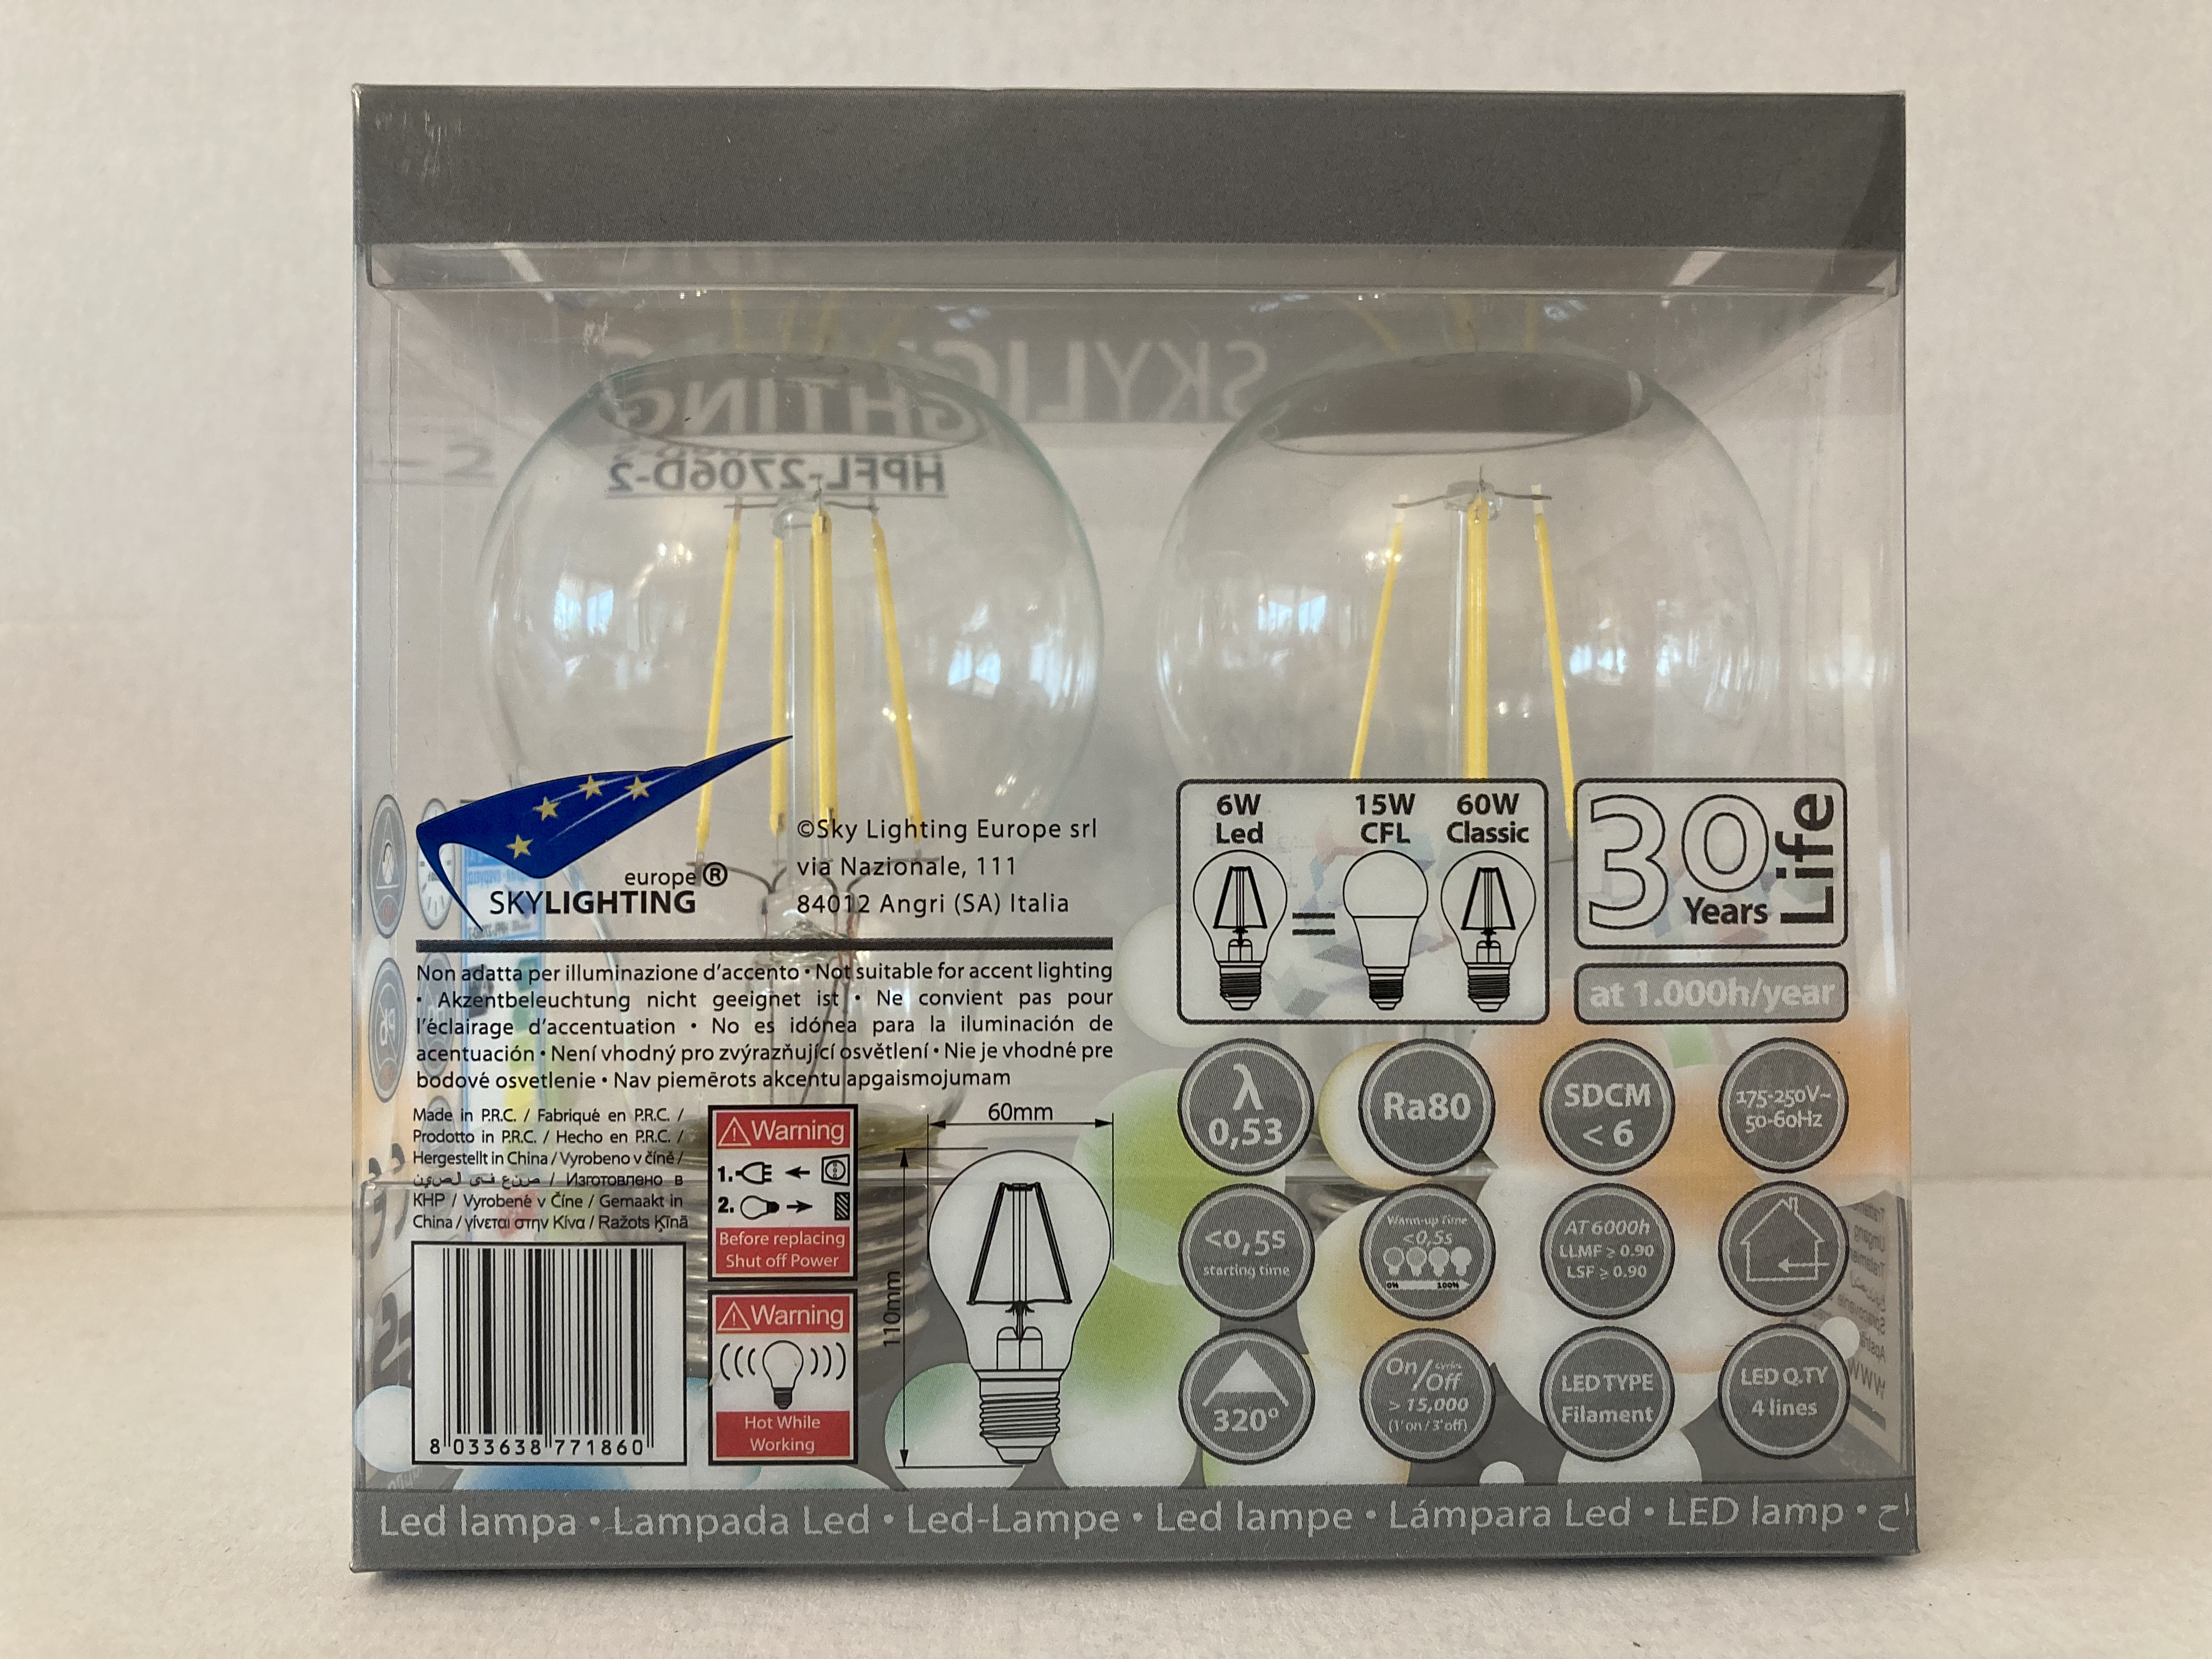 SKYLIGHTING
HPFL-2706D-2
europe ®
SKYLIGHTING
©Sky Lighting Europe srl
via Nazionale, 111
84012 Angri (SA) Italia
Non adatta per illuminazione d'accento • Not suitable for accent lighting
• Akzentbeleuchtung nicht geeignet ist • Ne convient pas pour
l'éclairage d'accentuation • No es idónea para la iluminación de
acentuación • Není vhodný pro zvýrazňující osvětlení • Nie je vhodné pre
bodové osvetlenie • Nav piemērots akcentu apgaismojumam
Made in P.R.C. / Fabriqué en P.R.C. /
Prodotto in P.R.C. / Hecho en P.R.C. /
Hergestellt in China / Vyrobeno v číně /
/ Изготовлено в
КНР / Vyrobené v Číne / Gemaakt in
China / γίνεται στην Κίνα / Ražots Ķīnā
8 033638 771860
Warning
1.
2.
Before replacing
Shut off Power
Warning
Hot While
Working
60mm
110mm
6W
Led
=
15W
CFL
60W
Classic
30
Years
Life
at 1.000h/year
λ
0,53
Ra80
SDCM
< 6
175-250V~
50-60Hz
<0,5s
starting time
Warm-up Time
<0,5s
0% 100%
AT 6000h
LLMF ≥ 0.90
LSF ≥ 0.90
320°
On/Off Cycles
> 15,000
(1' on / 3' off)
LED TYPE
Filament
LED Q.TY
4 lines
Led lampa • Lampada Led • Led-Lampe • Led lampe • Lámpara Led • LED lamp •